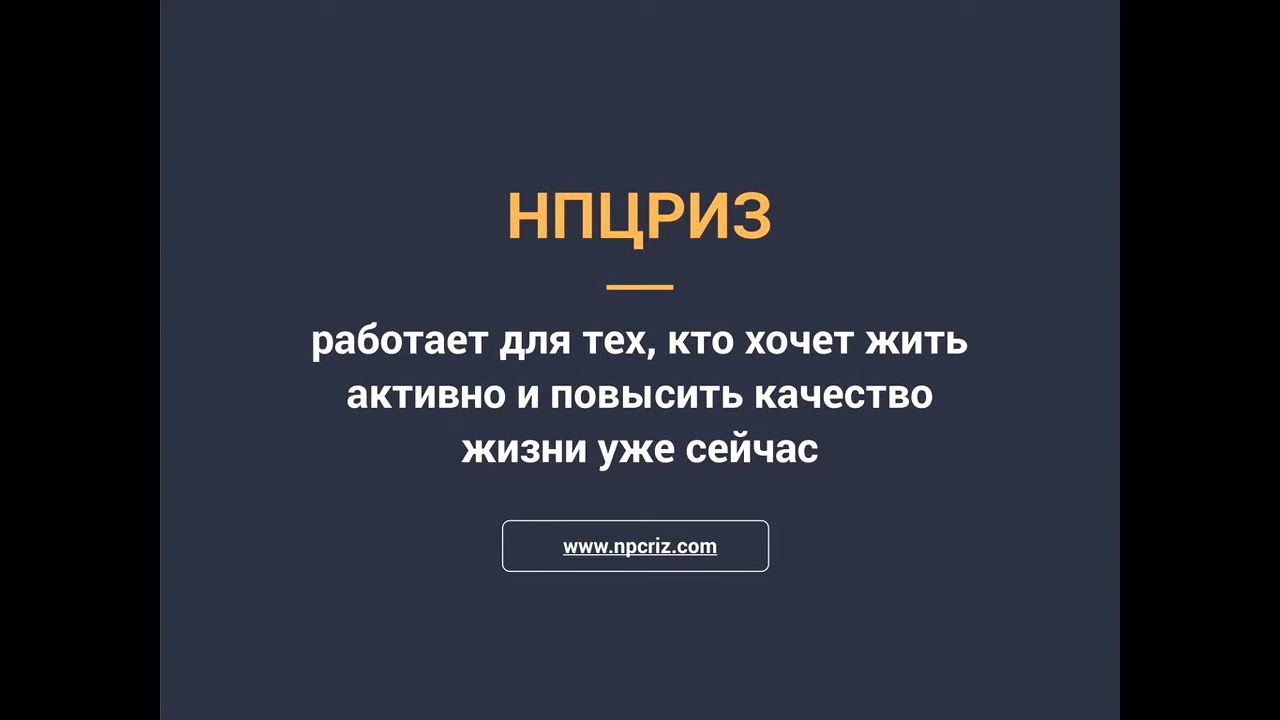 НПЦРИЗ
работает для тех, кто хочет жить
активно и повысить качество
жизни уже сейчас
www.npcriz.com